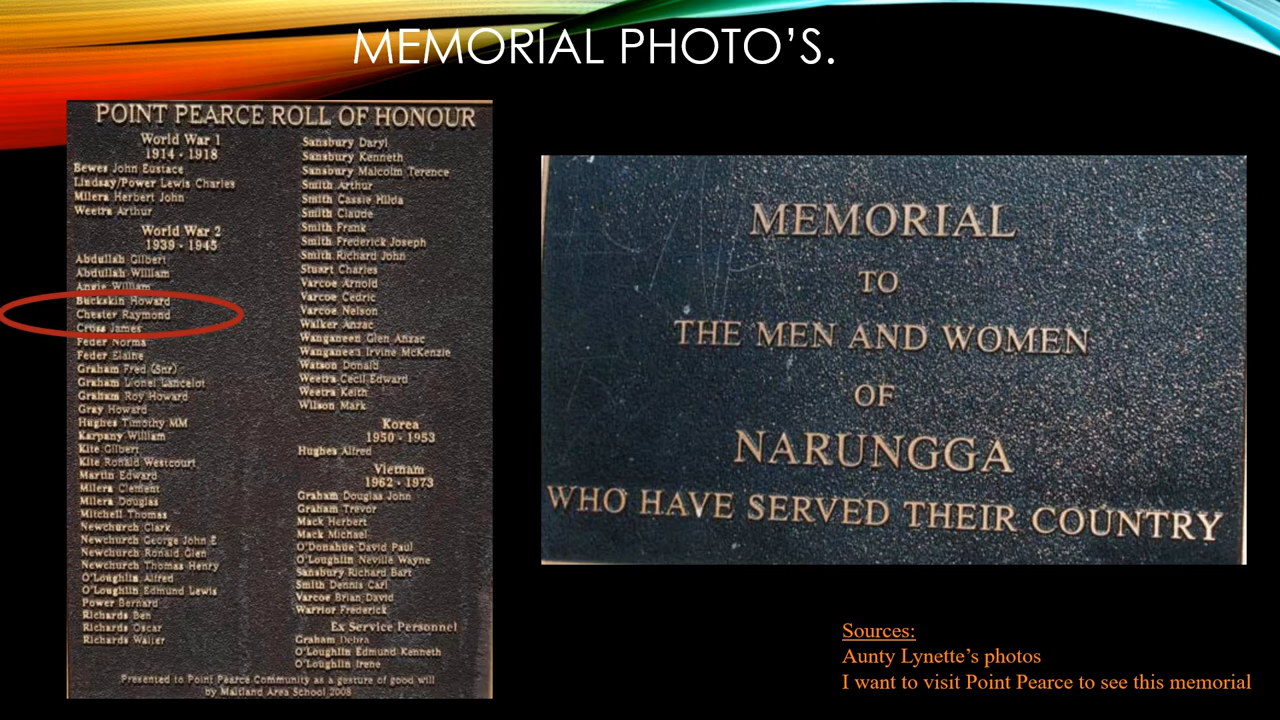 MEMORIAL PHOTO'S.
POINT PEARCE ROLL OF HONOUR
World War 1
1914 - 1918
Bewes John Eustace
Lindsay/Power Lewis Charles
Milera Herbert John
Weetra Arthur
World War 2
1939 - 1945
Abdullah Gilbert
Abdullah William
Angie William
Buckskin Howard
Chester Raymond
Cross James
Feder Norma
Feder Elaine
Graham Fred (Snr)
Graham Lionel Lancelot
Graham Roy Howard
Gray Howard
Hughes Timothy MM
Karpany William
Kite Gilbert
Kite Ronald Westcourt
Martin Edward
Milera Clement
Milera Douglas
Mitchell Thomas
Newchurch Clark
Newchurch George John E
Newchurch Ronald Glen
Newchurch Thomas Henry
O'Loughlin Alfred
O'Loughlin Edmund Lewis
Power Bernard
Richards Ben
Richards Oscar
Richards Walter
Sansbury Daryl
Sansbury Kenneth
Sansbury Malcolm Terence
Smith Arthur
Smith Cassie Hilda
Smith Claude
Smith Frank
Smith Frederick Joseph
Smith Richard John
Stuart Charles
Varcoe Arnold
Varcoe Cedric
Varcoe Nelson
Walker Anzac
Wanganeen Glen Anzac
Wanganeen Irvine McKenzie
Watson Donald
Weetra Cecil Edward
Weetra Keith
Wilson Mark
Korea
1950 - 1953
Hughes Alfred
Vietnam
1962 - 1973
Graham Douglas John
Graham Trevor
Mack Herbert
Mack Michael
O'Donahue David Paul
O'Loughlin Neville Wayne
Sansbury Richard Bart
Smith Dennis Carl
Varcoe Brian David
Warrior Frederick
Ex Service Personnel
Graham Debra
O'Loughlin Edmund Kenneth
O'Loughlin Irene
Presented to Point Pearce Community as a gesture of good will
by Maitland Area School 2008
MEMORIAL
TO
THE MEN AND WOMEN
OF
NARUNGGA
WHO HAVE SERVED THEIR COUNTRY
Sources:
Aunty Lynette's photos
I want to visit Point Pearce to see this memorial